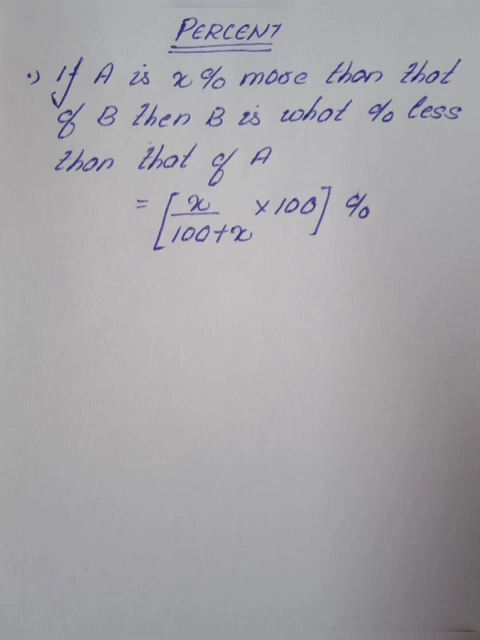 PERCENT
•) If A is x % more than that
of B then B is what % less
than that of A
= [x/100+x × 100] %